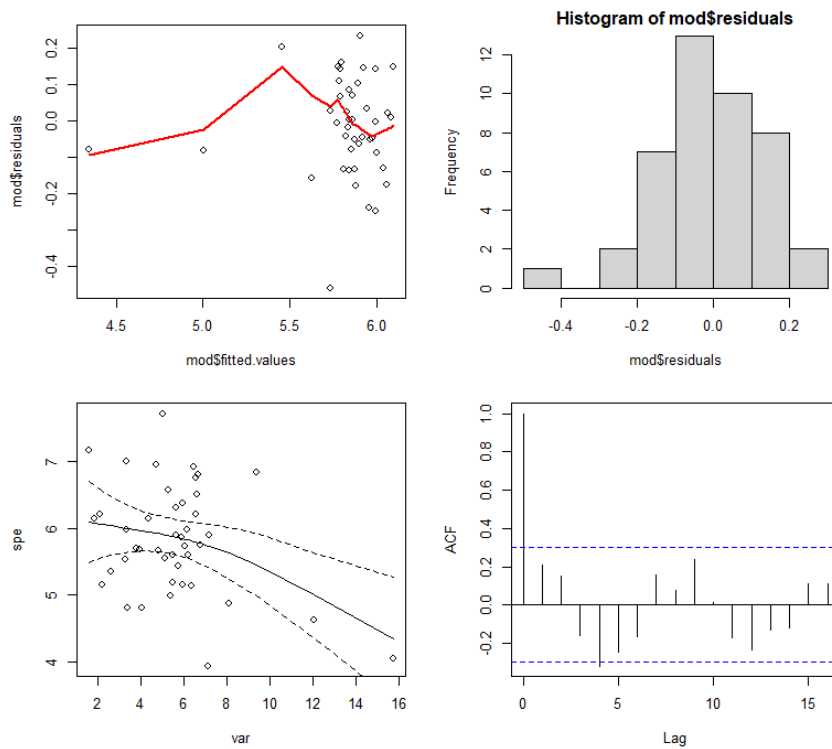 mod$residuals
0.2
0.1
0.0
-0.2
-0.4
4.5 5.0 5.5 6.0
mod$fitted.values
Histogram of mod$residuals
Frequency
12
10
8
6
4
2
0
-0.4 -0.2 0.0 0.2
mod$residuals
spe
7
6
5
4
2 4 6 8 10 12 14 16
var
ACF
1.0
0.8
0.6
0.4
0.2
0.0
-0.2
0 5 10 15
Lag